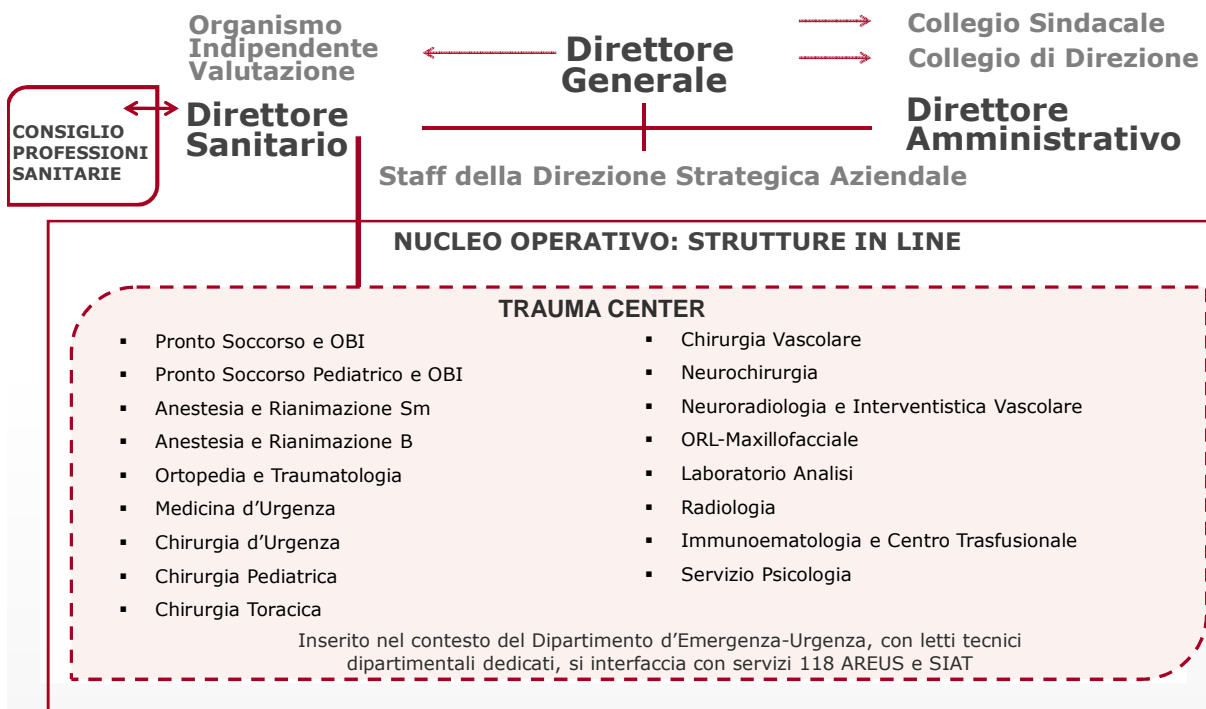 Organismo
Indipendente
Valutazione
Direttore
Generale
Collegio Sindacale
Collegio di Direzione
CONSIGLIO
PROFESSIONI
SANITARIE
Direttore
Sanitario
Direttore
Amministrativo
Staff della Direzione Strategica Aziendale
NUCLEO OPERATIVO: STRUTTURE IN LINE
TRAUMA CENTER
▪ Pronto Soccorso e OBI
▪ Pronto Soccorso Pediatrico e OBI
▪ Anestesia e Rianimazione Sm
▪ Anestesia e Rianimazione B
▪ Ortopedia e Traumatologia
▪ Medicina d’Urgenza
▪ Chirurgia d’Urgenza
▪ Chirurgia Pediatrica
▪ Chirurgia Toracica
▪ Chirurgia Vascolare
▪ Neurochirurgia
▪ Neuroradiologia e Interventistica Vascolare
▪ ORL-Maxillofacciale
▪ Laboratorio Analisi
▪ Radiologia
▪ Immunoematologia e Centro Trasfusionale
▪ Servizio Psicologia
Inserito nel contesto del Dipartimento d’Emergenza-Urgenza, con letti tecnici
dipartimentali dedicati, si interfaccia con servizi 118 AREUS e SIAT